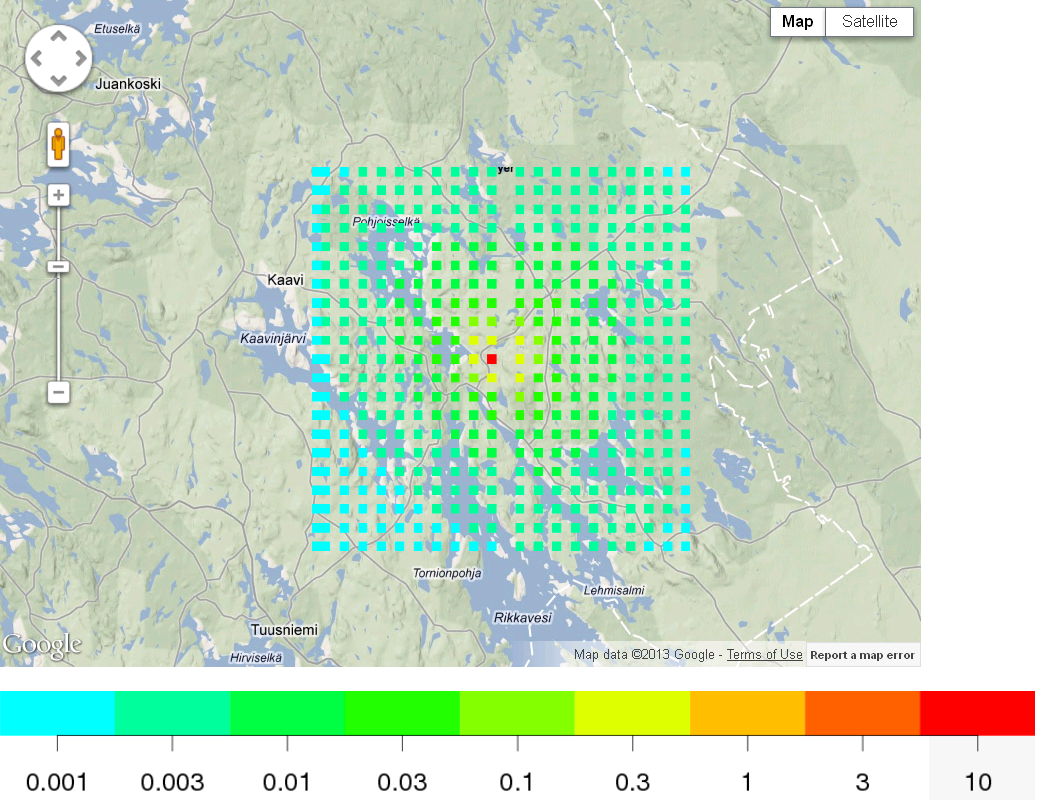 Etuselkä
Map Satellite
Juankoski
Pohjoisselkä
Kaavi
Kaavinjärvi
Tornionpohja
Lehmisalmi
Rikkavesi
Tuusniemi
Google
Hirviselkä
Map data ©2013 Google - Terms of Use Report a map error
0.001 0.003 0.01 0.03 0.1 0.3 1 3 10